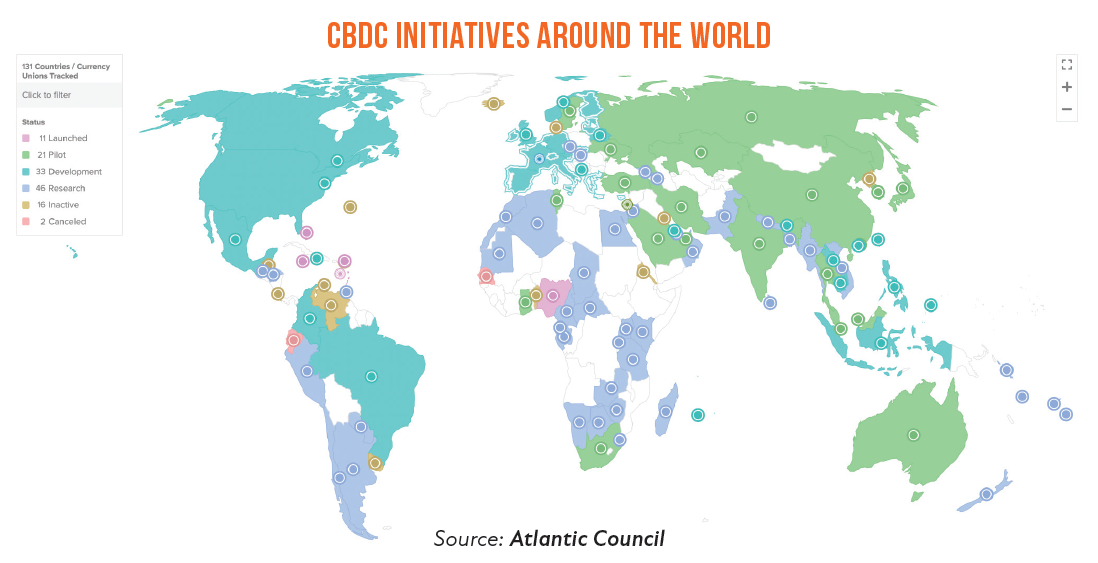 CBDC INITIATIVES AROUND THE WORLD
131 Countries / Currency
Unions Tracked
Click to filter
Status
11 Launched
21 Pilot
33 Development
46 Research
16 Inactive
2 Canceled
+
−
Source: Atlantic Council